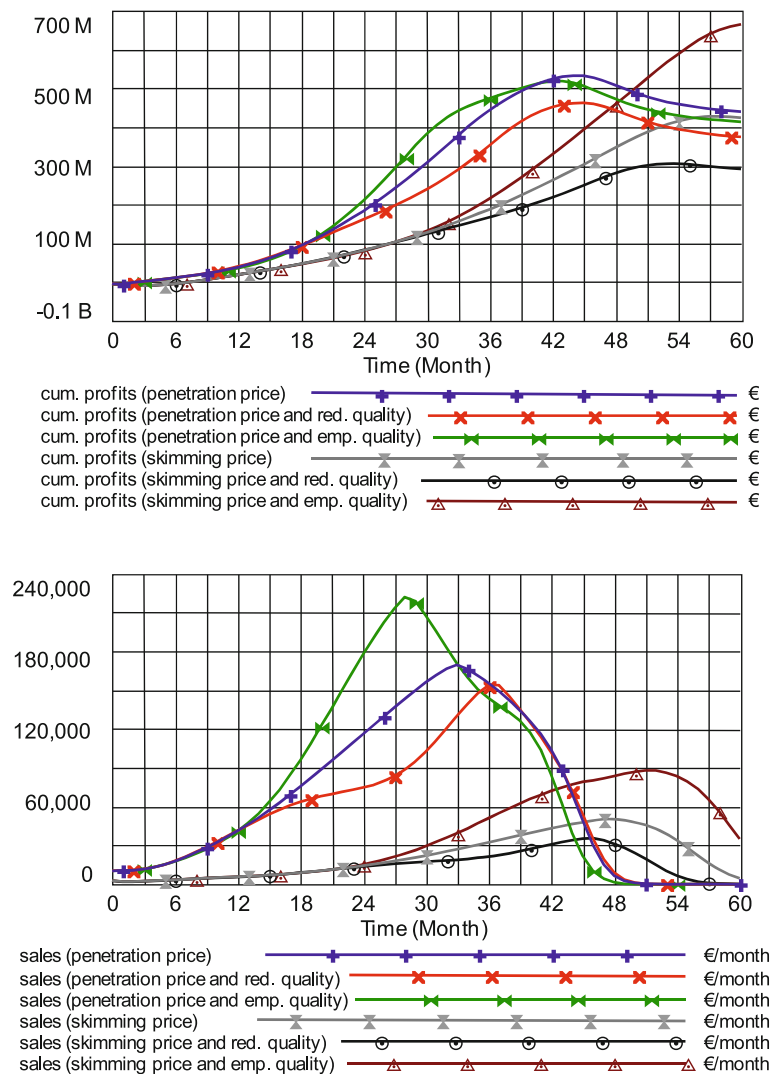 700 M
500 M
300 M
100 M
-0.1 B
0 6 12 18 24 30 36 42 48 54 60
Time (Month)
cum. profits (penetration price) €
cum. profits (penetration price and red. quality) €
cum. profits (penetration price and emp. quality) €
cum. profits (skimming price) €
cum. profits (skimming price and red. quality) €
cum. profits (skimming price and emp. quality) €
240,000
180,000
120,000
60,000
0
0 6 12 18 24 30 36 42 48 54 60
Time (Month)
sales (penetration price) €/month
sales (penetration price and red. quality) €/month
sales (penetration price and emp. quality) €/month
sales (skimming price) €/month
sales (skimming price and red. quality) €/month
sales (skimming price and emp. quality) €/month